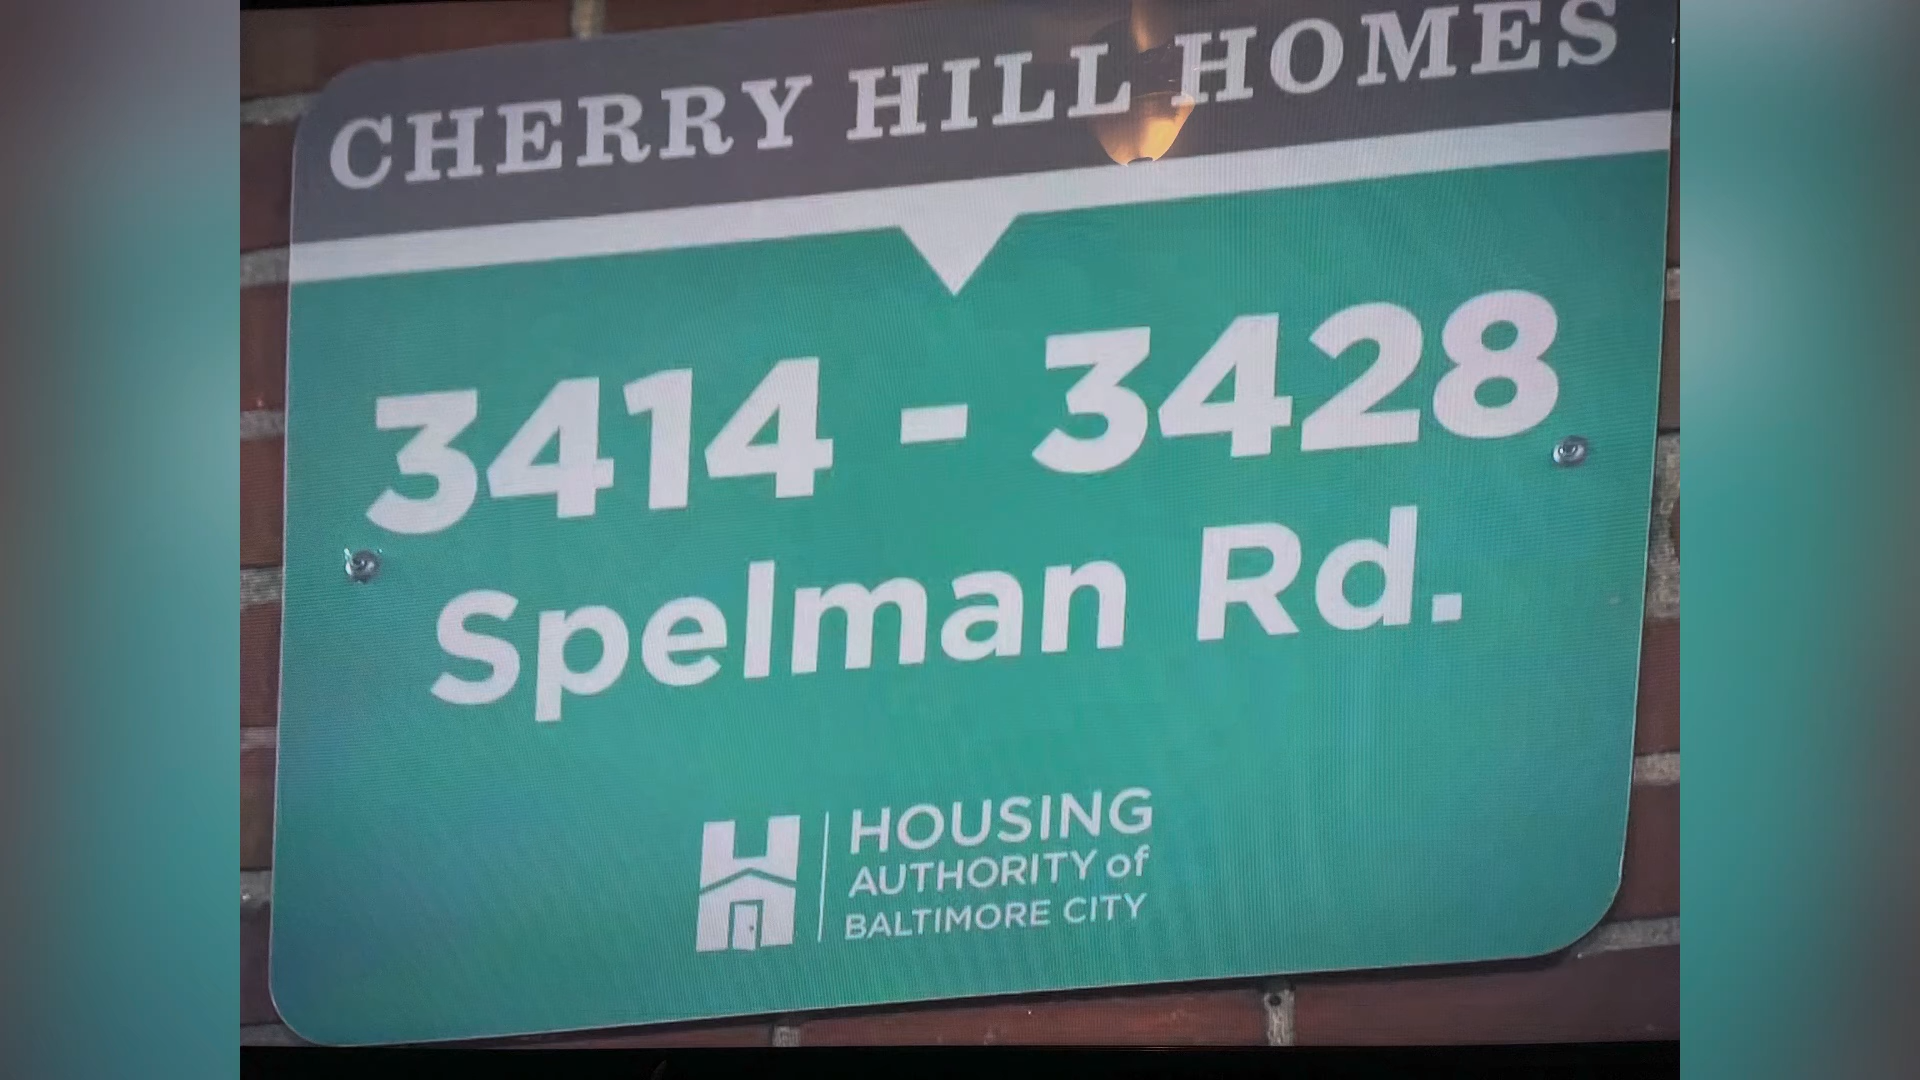 CHERRY HILL HOMES
3414 - 3428
Spelman Rd.
HOUSING
AUTHORITY of
BALTIMORE CITY